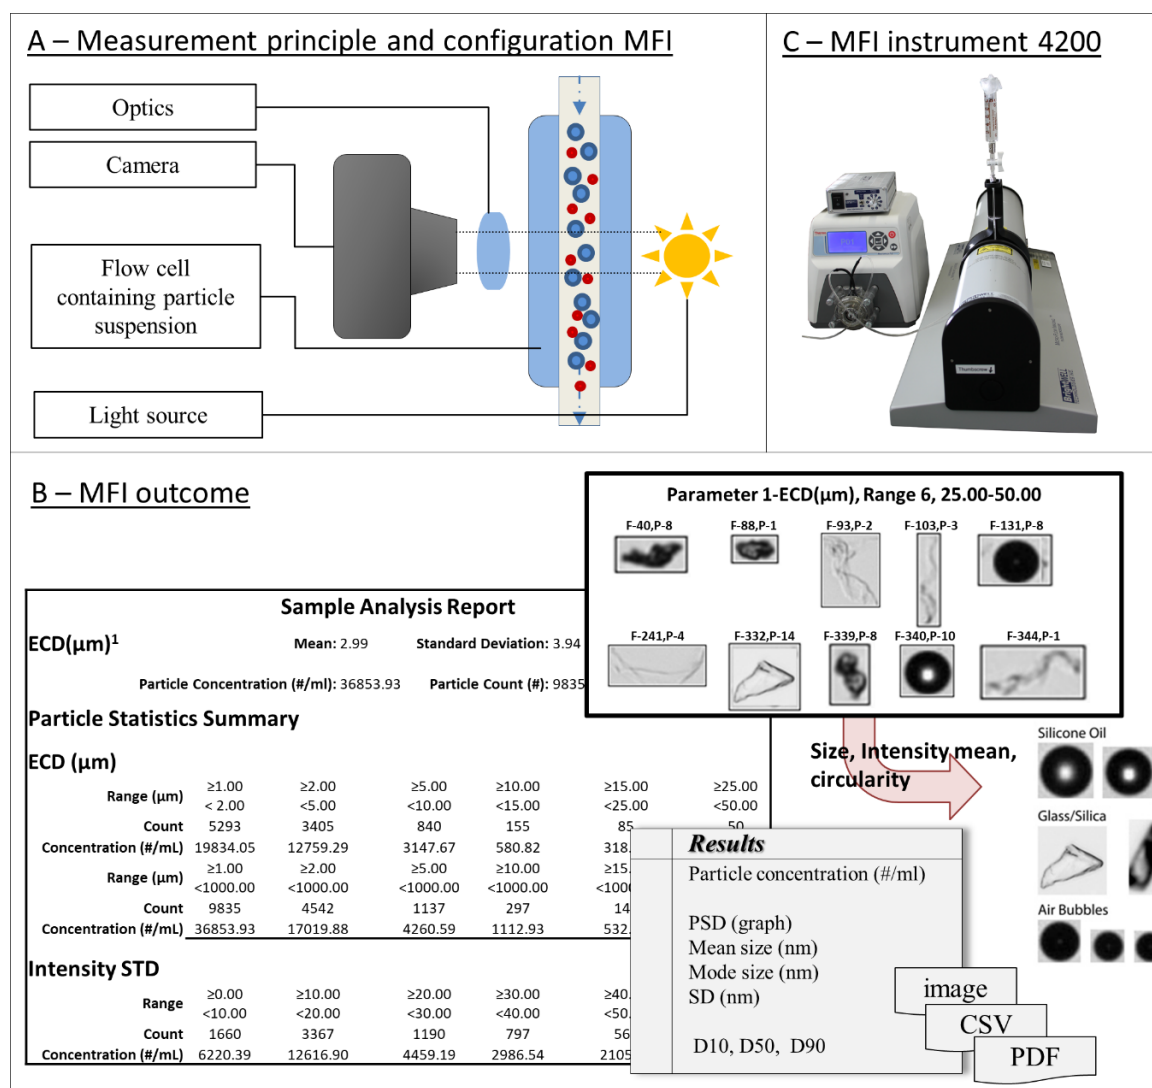 A – Measurement principle and configuration MFI
Optics
Camera
Flow cell
containing particle
suspension
Light source
C – MFI instrument 4200
B – MFI outcome
Parameter 1-ECD(µm), Range 6, 25.00-50.00
F-40,P-8 F-88,P-1 F-93,P-2 F-103,P-3 F-131,P-8
F-241,P-4 F-332,P-14 F-339,P-8 F-340,P-10 F-344,P-1
Sample Analysis Report
ECD(µm)¹ Mean: 2.99 Standard Deviation: 3.94
Particle Concentration (#/ml): 36853.93 Particle Count (#): 9835
Particle Statistics Summary
ECD (µm)
Range (µm) ≥1.00 ≥2.00 ≥5.00 ≥10.00 ≥15.00 ≥25.00
< 2.00 <5.00 <10.00 <15.00 <25.00 <50.00
Count 5293 3405 840 155 85 50
Concentration (#/mL) 19834.05 12759.29 3147.67 580.82 318.
Range (µm) ≥1.00 ≥2.00 ≥5.00 ≥10.00 ≥15.
<1000.00 <1000.00 <1000.00 <1000.00 <100
Count 9835 4542 1137 297 14
Concentration (#/mL) 36853.93 17019.88 4260.59 1112.93 532.
Intensity STD
Range ≥0.00 ≥10.00 ≥20.00 ≥30.00 ≥40.
<10.00 <20.00 <30.00 <40.00 <50.
Count 1660 3367 1190 797 56
Concentration (#/mL) 6220.39 12616.90 4459.19 2986.54 2105
Size, Intensity mean,
circularity
Silicone Oil
Glass/Silica
Air Bubbles
Results
Particle concentration (#/ml)
PSD (graph)
Mean size (nm)
Mode size (nm)
SD (nm)
D10, D50, D90
image
CSV
PDF